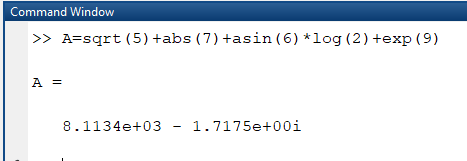 Command Window
>> A=sqrt(5)+abs(7)+asin(6)*log(2)+exp(9)
A =
8.1134e+03 - 1.7175e+00i